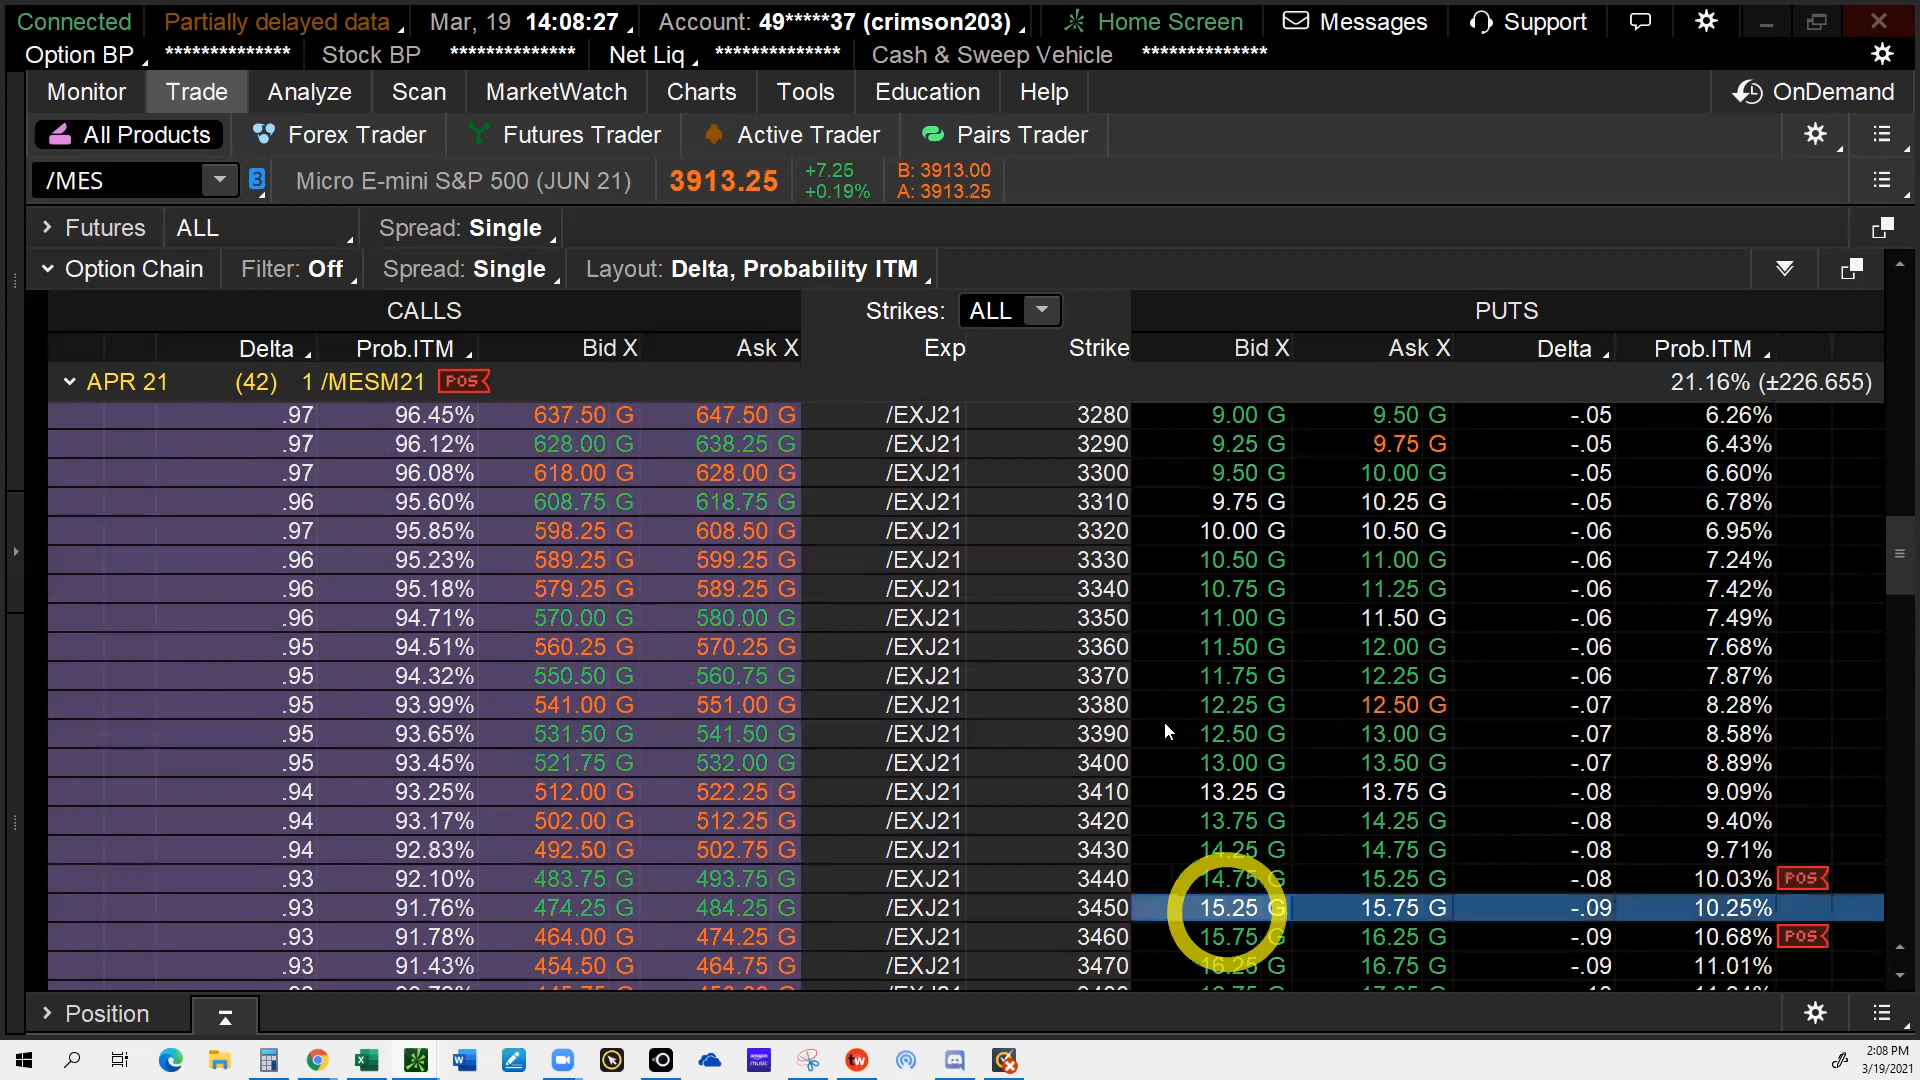 Connected Partially delayed data Mar, 19 14:08:27 Account: 49*****37 (crimson203) Home Screen Messages Support
Option BP ************** Stock BP ************** Net Liq ************** Cash & Sweep Vehicle **************
Monitor Trade Analyze Scan MarketWatch Charts Tools Education Help OnDemand
All Products Forex Trader Futures Trader Active Trader Pairs Trader
/MES 3 Micro E-mini S&P 500 (JUN 21) 3913.25 +7.25 B: 3913.00
+0.19% A: 3913.25
Futures ALL Spread: Single
Option Chain Filter: Off Spread: Single Layout: Delta, Probability ITM
CALLS Strikes: ALL PUTS
Delta Prob.ITM Bid X Ask X Exp Strike Bid X Ask X Delta Prob.ITM
APR 21 (42) 1 /MESM21 POS 21.16% (±226.655)
.97 96.45% 637.50 G 647.50 G /EXJ21 3280 9.00 G 9.50 G -.05 6.26%
.97 96.12% 628.00 G 638.25 G /EXJ21 3290 9.25 G 9.75 G -.05 6.43%
.97 96.08% 618.00 G 628.00 G /EXJ21 3300 9.50 G 10.00 G -.05 6.60%
.96 95.60% 608.75 G 618.75 G /EXJ21 3310 9.75 G 10.25 G -.05 6.78%
.97 95.85% 598.25 G 608.50 G /EXJ21 3320 10.00 G 10.50 G -.06 6.95%
.96 95.23% 589.25 G 599.25 G /EXJ21 3330 10.50 G 11.00 G -.06 7.24%
.96 95.18% 579.25 G 589.25 G /EXJ21 3340 10.75 G 11.25 G -.06 7.42%
.96 94.71% 570.00 G 580.00 G /EXJ21 3350 11.00 G 11.50 G -.06 7.49%
.95 94.51% 560.25 G 570.25 G /EXJ21 3360 11.50 G 12.00 G -.06 7.68%
.95 94.32% 550.50 G 560.75 G /EXJ21 3370 11.75 G 12.25 G -.06 7.87%
.95 93.99% 541.00 G 551.00 G /EXJ21 3380 12.25 G 12.50 G -.07 8.28%
.95 93.65% 531.50 G 541.50 G /EXJ21 3390 12.50 G 13.00 G -.07 8.58%
.95 93.45% 521.75 G 532.00 G /EXJ21 3400 13.00 G 13.50 G -.07 8.89%
.94 93.25% 512.00 G 522.25 G /EXJ21 3410 13.25 G 13.75 G -.08 9.09%
.94 93.17% 502.00 G 512.25 G /EXJ21 3420 13.75 G 14.25 G -.08 9.40%
.94 92.83% 492.50 G 502.75 G /EXJ21 3430 14.25 G 14.75 G -.08 9.71%
.93 92.10% 483.75 G 493.75 G /EXJ21 3440 14.75 G 15.25 G -.08 10.03% POS
.93 91.76% 474.25 G 484.25 G /EXJ21 3450 15.25 G 15.75 G -.09 10.25%
.93 91.78% 464.00 G 474.25 G /EXJ21 3460 15.75 G 16.25 G -.09 10.68% POS
.93 91.43% 454.50 G 464.75 G /EXJ21 3470 16.25 G 16.75 G -.09 11.01%
Position
2:08 PM
3/19/2021